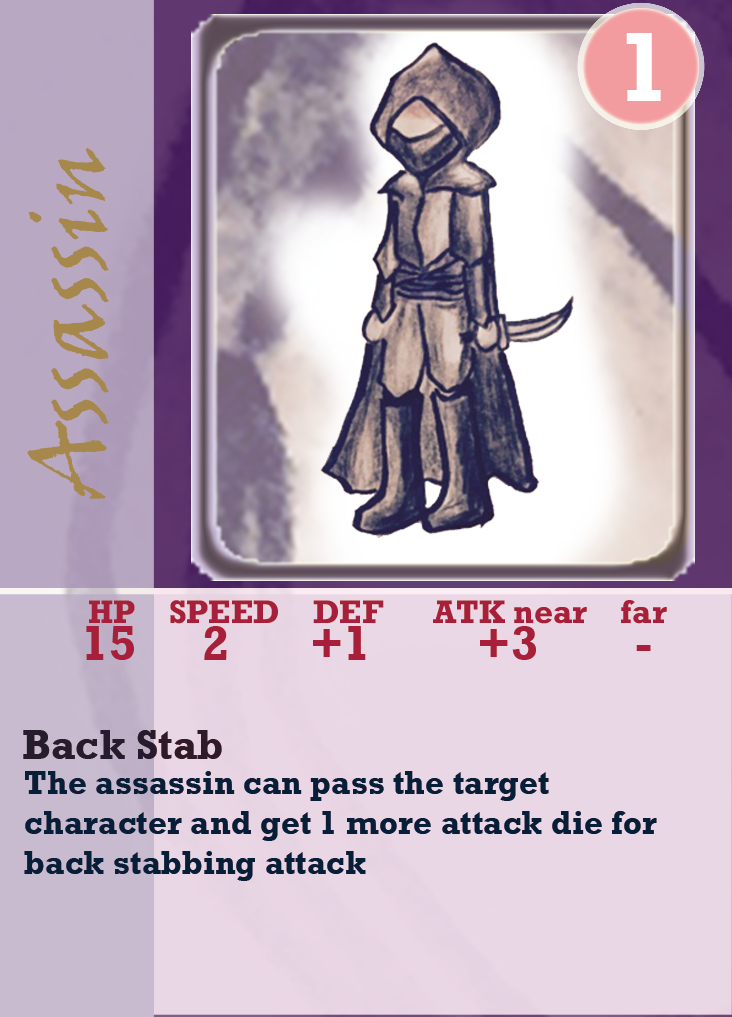 1
Assassin
HP SPEED DEF ATK near far
15 2 +1 +3 -
Back Stab
The assassin can pass the target
character and get 1 more attack die for
back stabbing attack